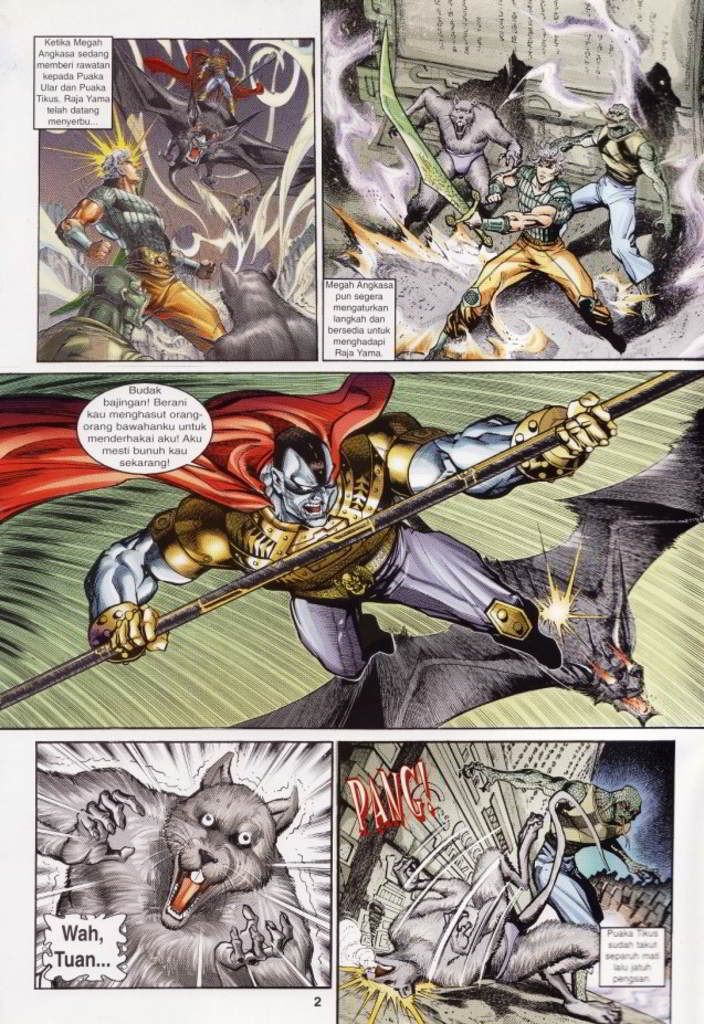 Ketika Megah
Angkasa sedang
memberi rawatan
kepada Puaka
Ular dan Puaka
Tikus, Raja Yama
telah datang
menyerbu...
Megah Angkasa
pun segera
mengaturkan
langkah dan
bersedia untuk
menghadapi
Raja Yama.
Budak
bajingan! Berani
kau menghasut orang-
orang bawahanku untuk
menderhakai aku! Aku
mesti bunuh kau
sekarang!
Wah,
Tuan...
PANG!
Puaka Tikus
sudah takut
separuh mati
lalu jatuh
pengsan.
2